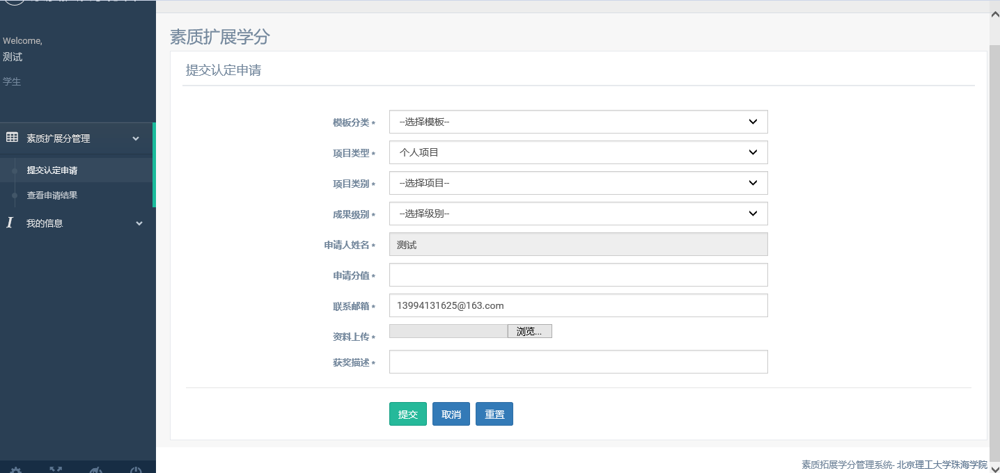 Welcome,
测试
学生
素质扩展分管理
提交认定申请
查看申请结果
I 我的信息
素质扩展学分
提交认定申请
模板分类 * --选择模板--
项目类型 * 个人项目
项目类别 * --选择项目--
成果级别 * --选择级别--
申请人姓名 * 测试
申请分值 *
联系邮箱 * 13994131625@163.com
资料上传 * 浏览...
获奖描述 *
提交 取消 重置
素质拓展学分管理系统- 北京理工大学珠海学院